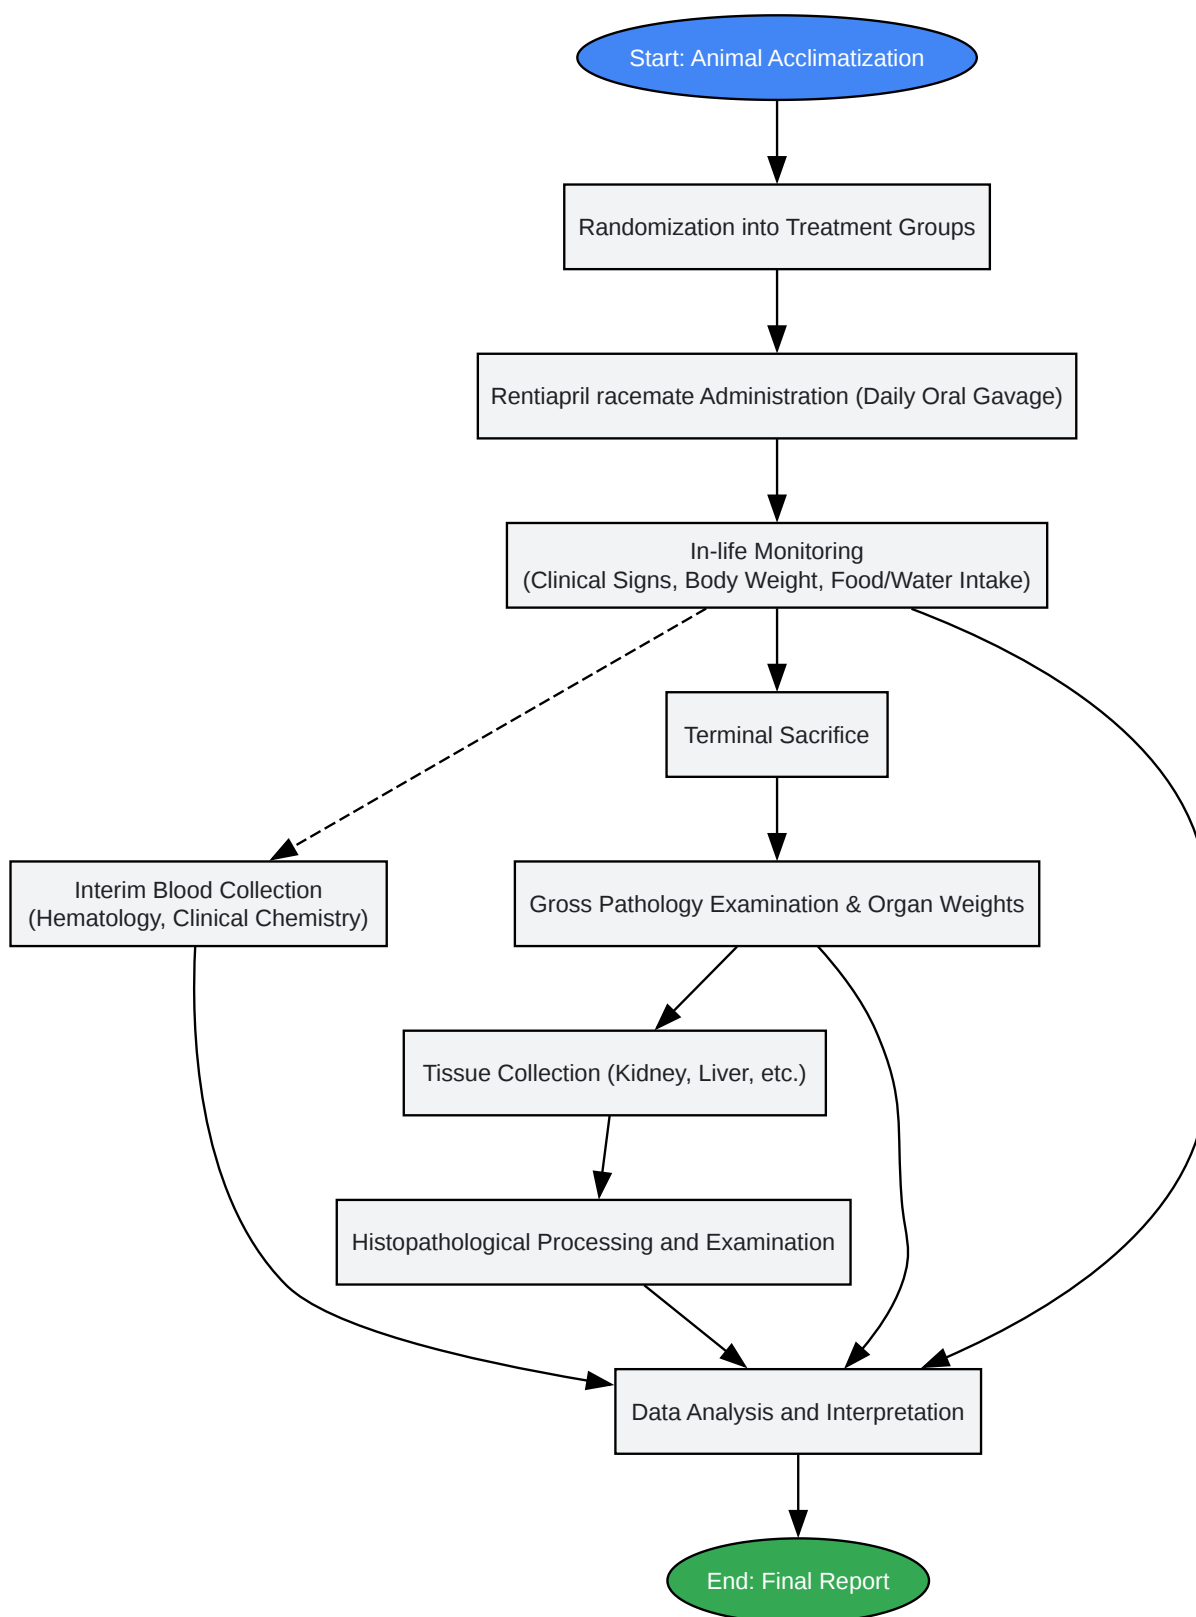 Start: Animal Acclimatization
Randomization into Treatment Groups
Rentiapril racemate Administration (Daily Oral Gavage)
In-life Monitoring
(Clinical Signs, Body Weight, Food/Water Intake)
Terminal Sacrifice
Interim Blood Collection
(Hematology, Clinical Chemistry)
Gross Pathology Examination & Organ Weights
Tissue Collection (Kidney, Liver, etc.)
Histopathological Processing and Examination
Data Analysis and Interpretation
End: Final Report